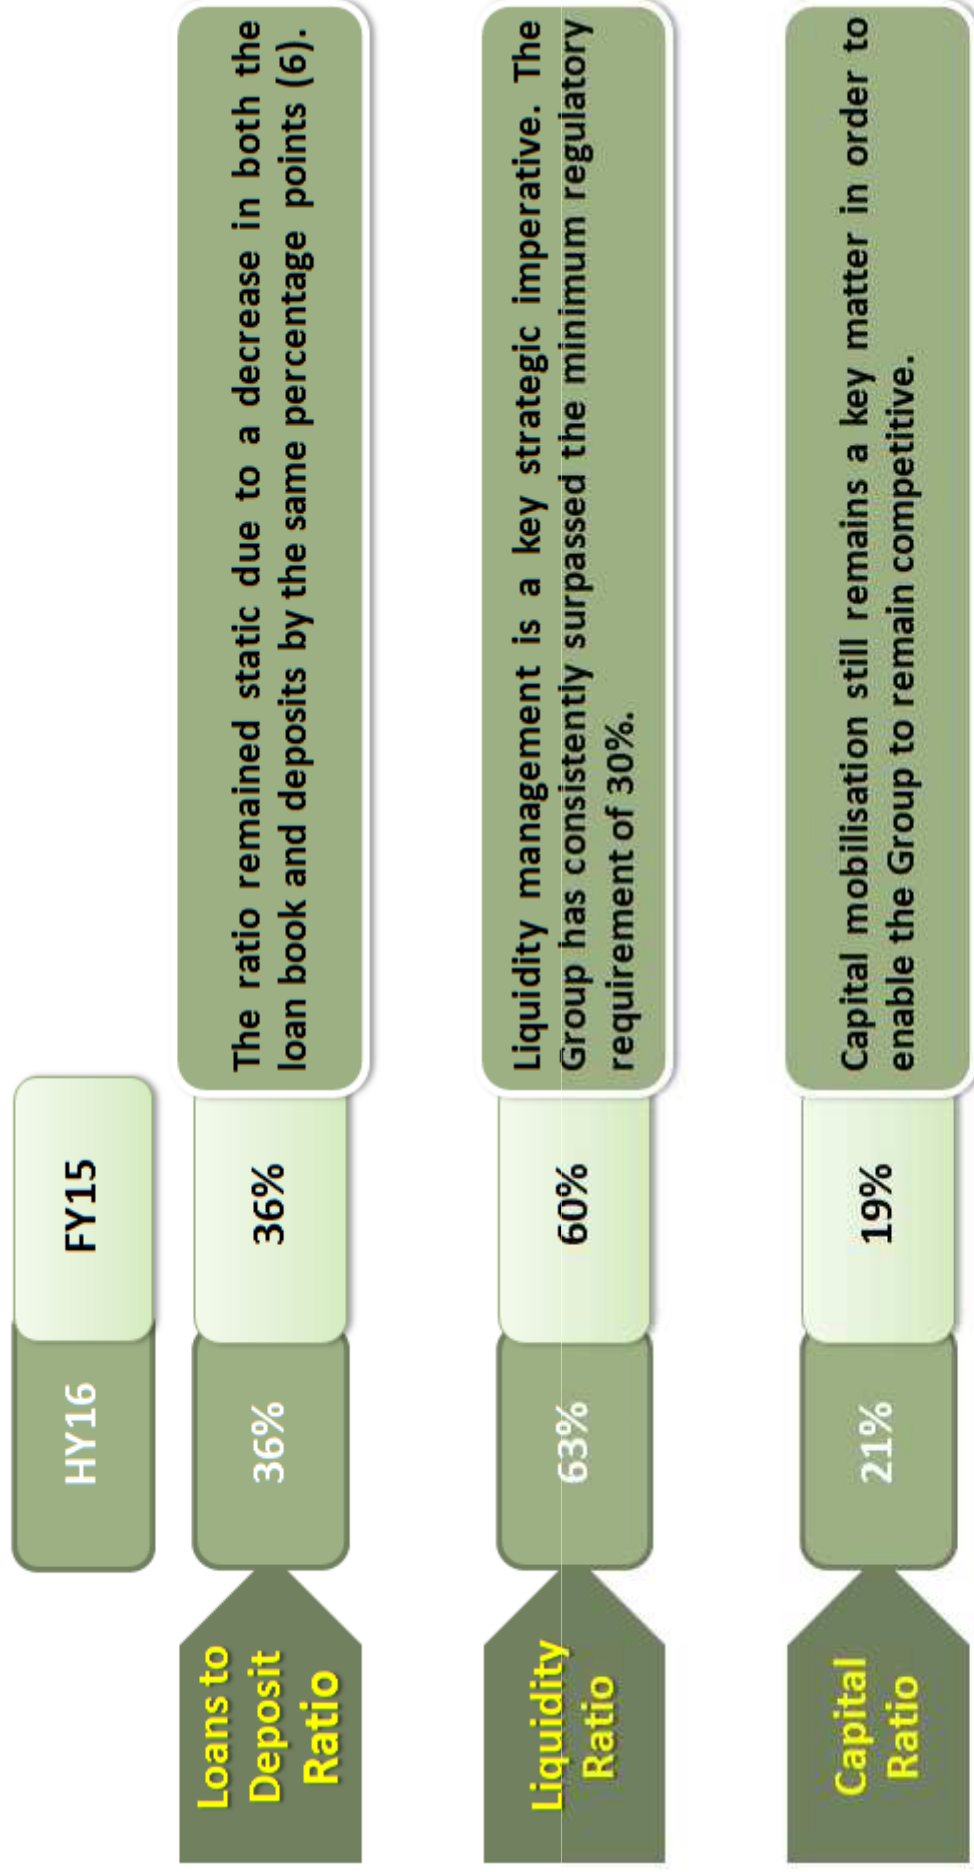 HY16
FY15
Loans to
Deposit
Ratio
36%
36%
The ratio remained static due to a decrease in both the
loan book and deposits by the same percentage points (6).
Liquidity
Ratio
63%
60%
Liquidity management is a key strategic imperative. The
Group has consistently surpassed the minimum regulatory
requirement of 30%.
Capital
Ratio
21%
19%
Capital mobilisation still remains a key matter in order to
enable the Group to remain competitive.